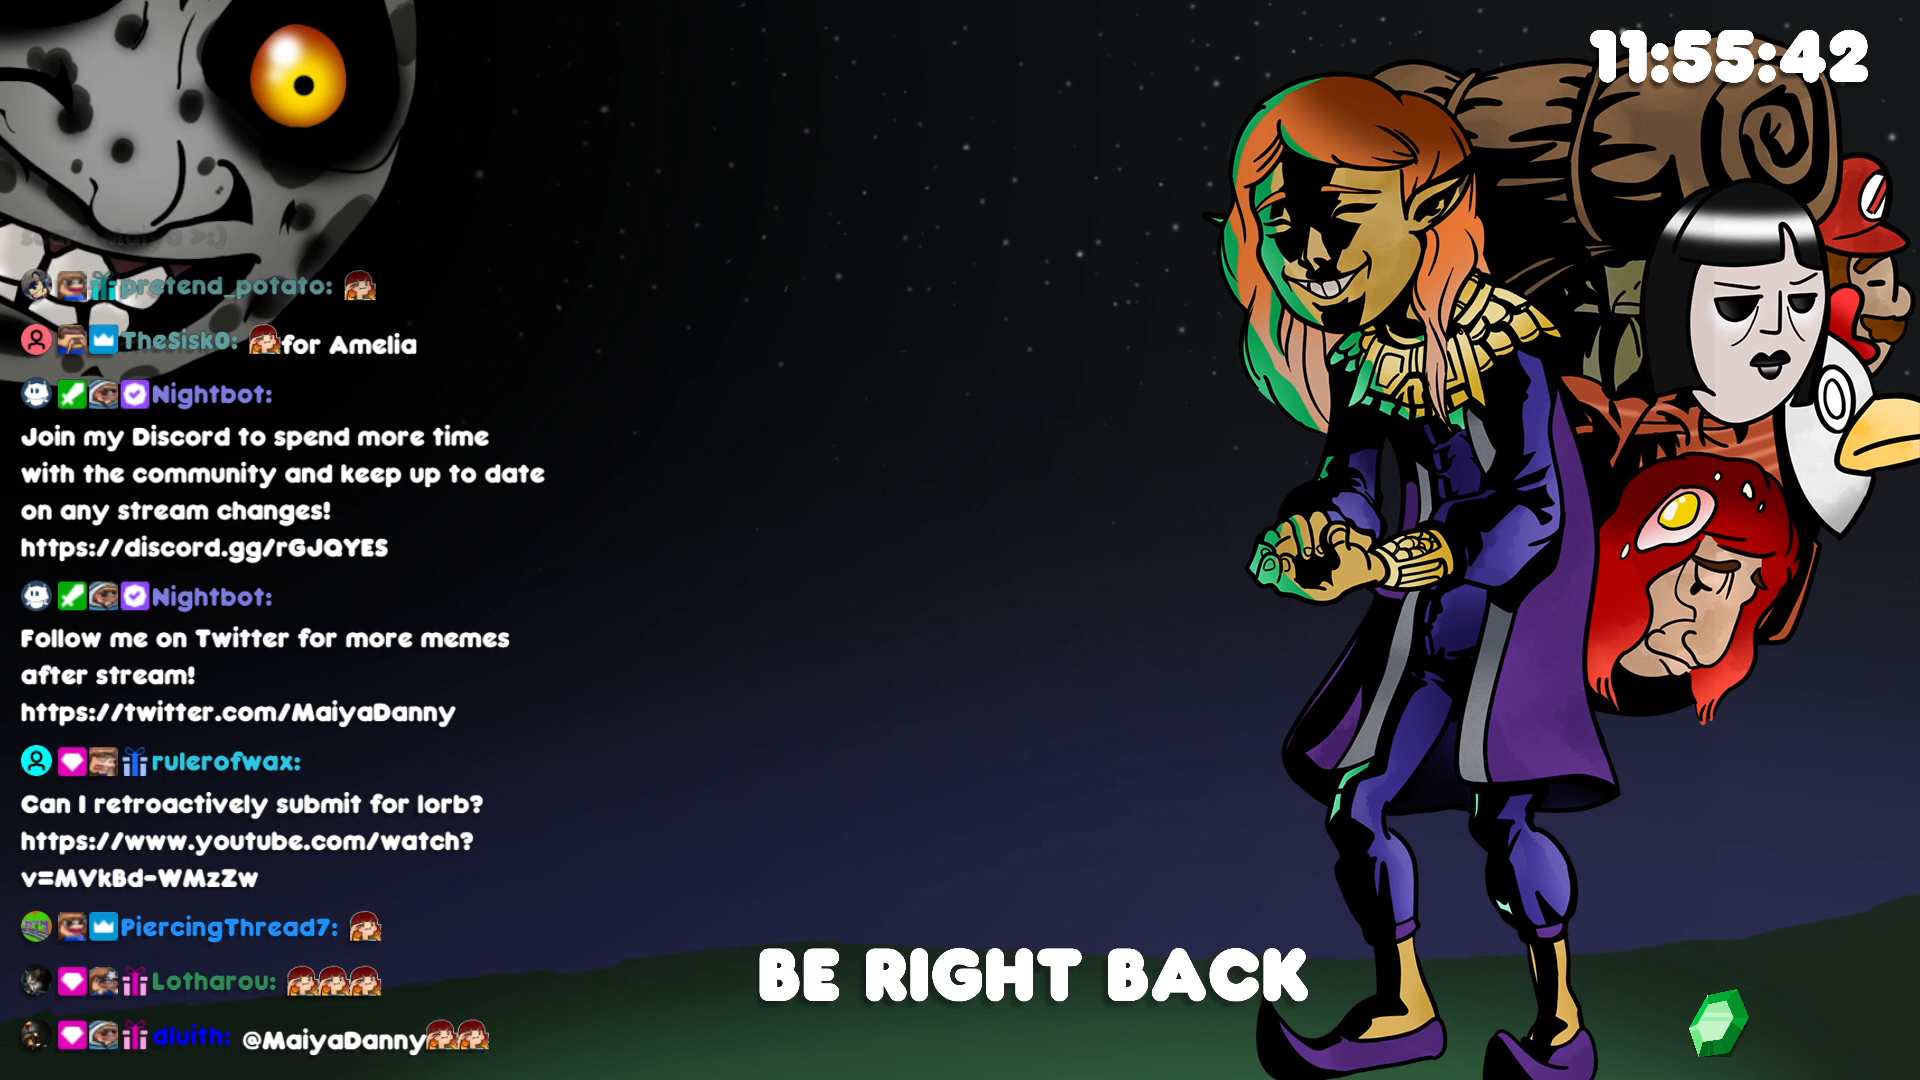 11:55:42
pretend_potato:
TheSisk0: for Amelia
Nightbot:
Join my Discord to spend more time
with the community and keep up to date
on any stream changes!
https://discord.gg/rGJQYES
Nightbot:
Follow me on Twitter for more memes
after stream!
https://twitter.com/MaiyaDanny
rulerofwax:
Can I retroactively submit for lorb?
https://www.youtube.com/watch?
v=MVkBd-WMzZw
PiercingThread7:
Lotharou:
dluith: @MaiyaDanny
BE RIGHT BACK